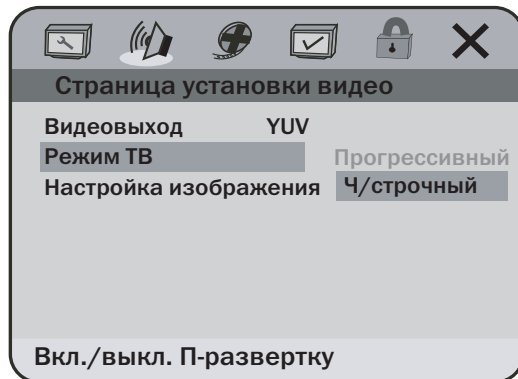 Страница установки видео
Видеовыход YUV
Режим ТВ Прогрессивный
Настройка изображения Ч/строчный
Вкл./выкл. П-развертку